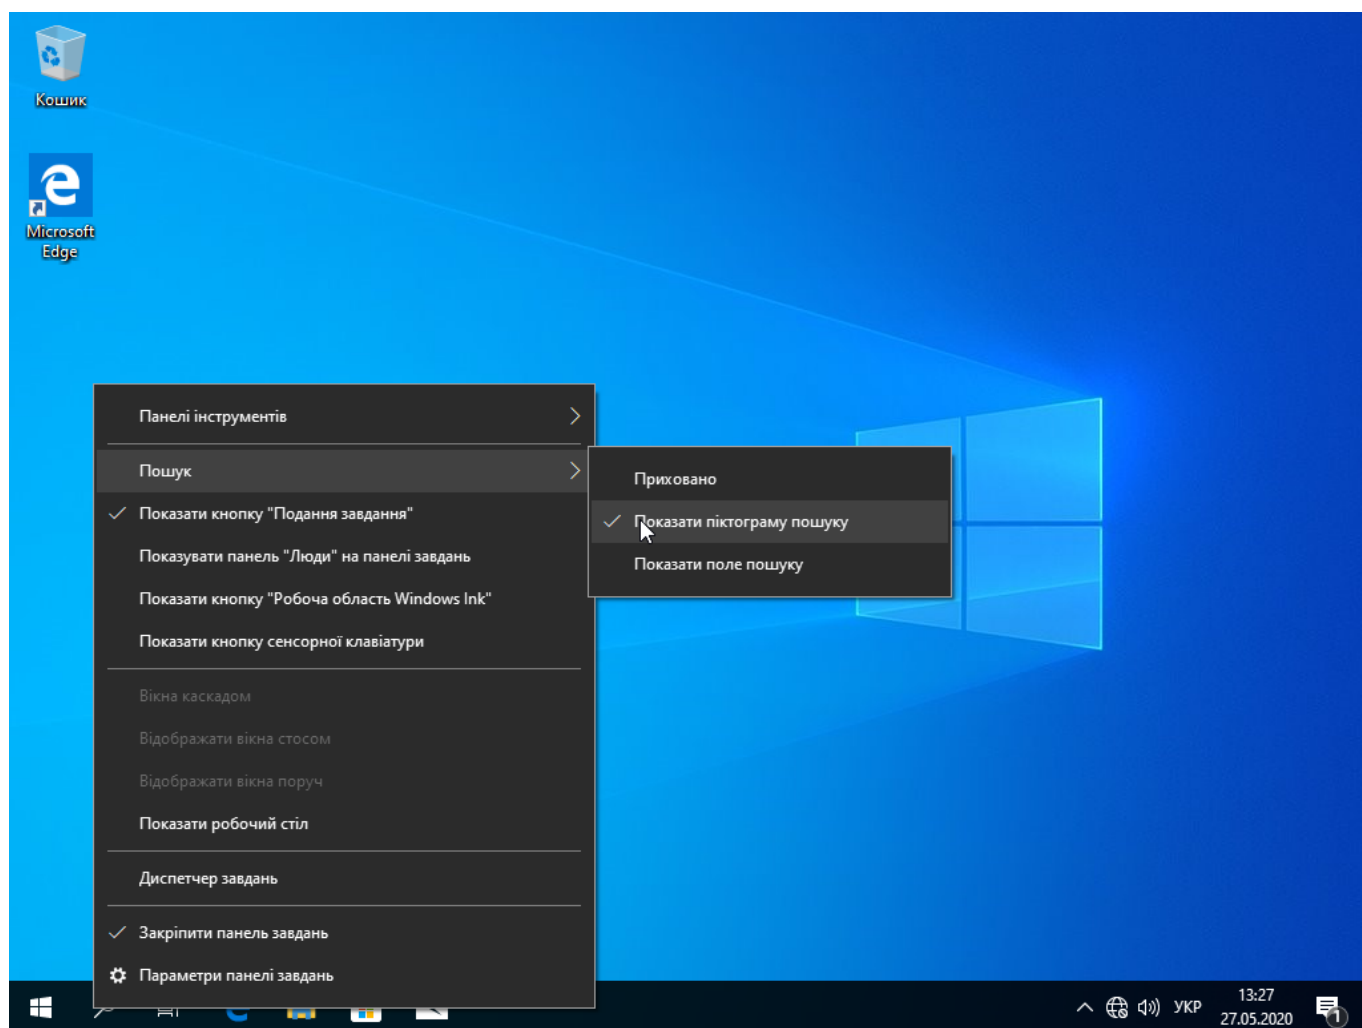 Кошик
Microsoft
Edge
Панелі інструментів
Пошук
Показати кнопку "Подання завдання"
Показувати панель "Люди" на панелі завдань
Показати кнопку "Робоча область Windows Ink"
Показати кнопку сенсорної клавіатури
Вікна каскадом
Відображати вікна стосом
Відображати вікна поруч
Показати робочий стіл
Диспетчер завдань
Закріпити панель завдань
Параметри панелі завдань
Приховано
Показати піктограму пошуку
Показати поле пошуку
УКР
13:27
27.05.2020
1